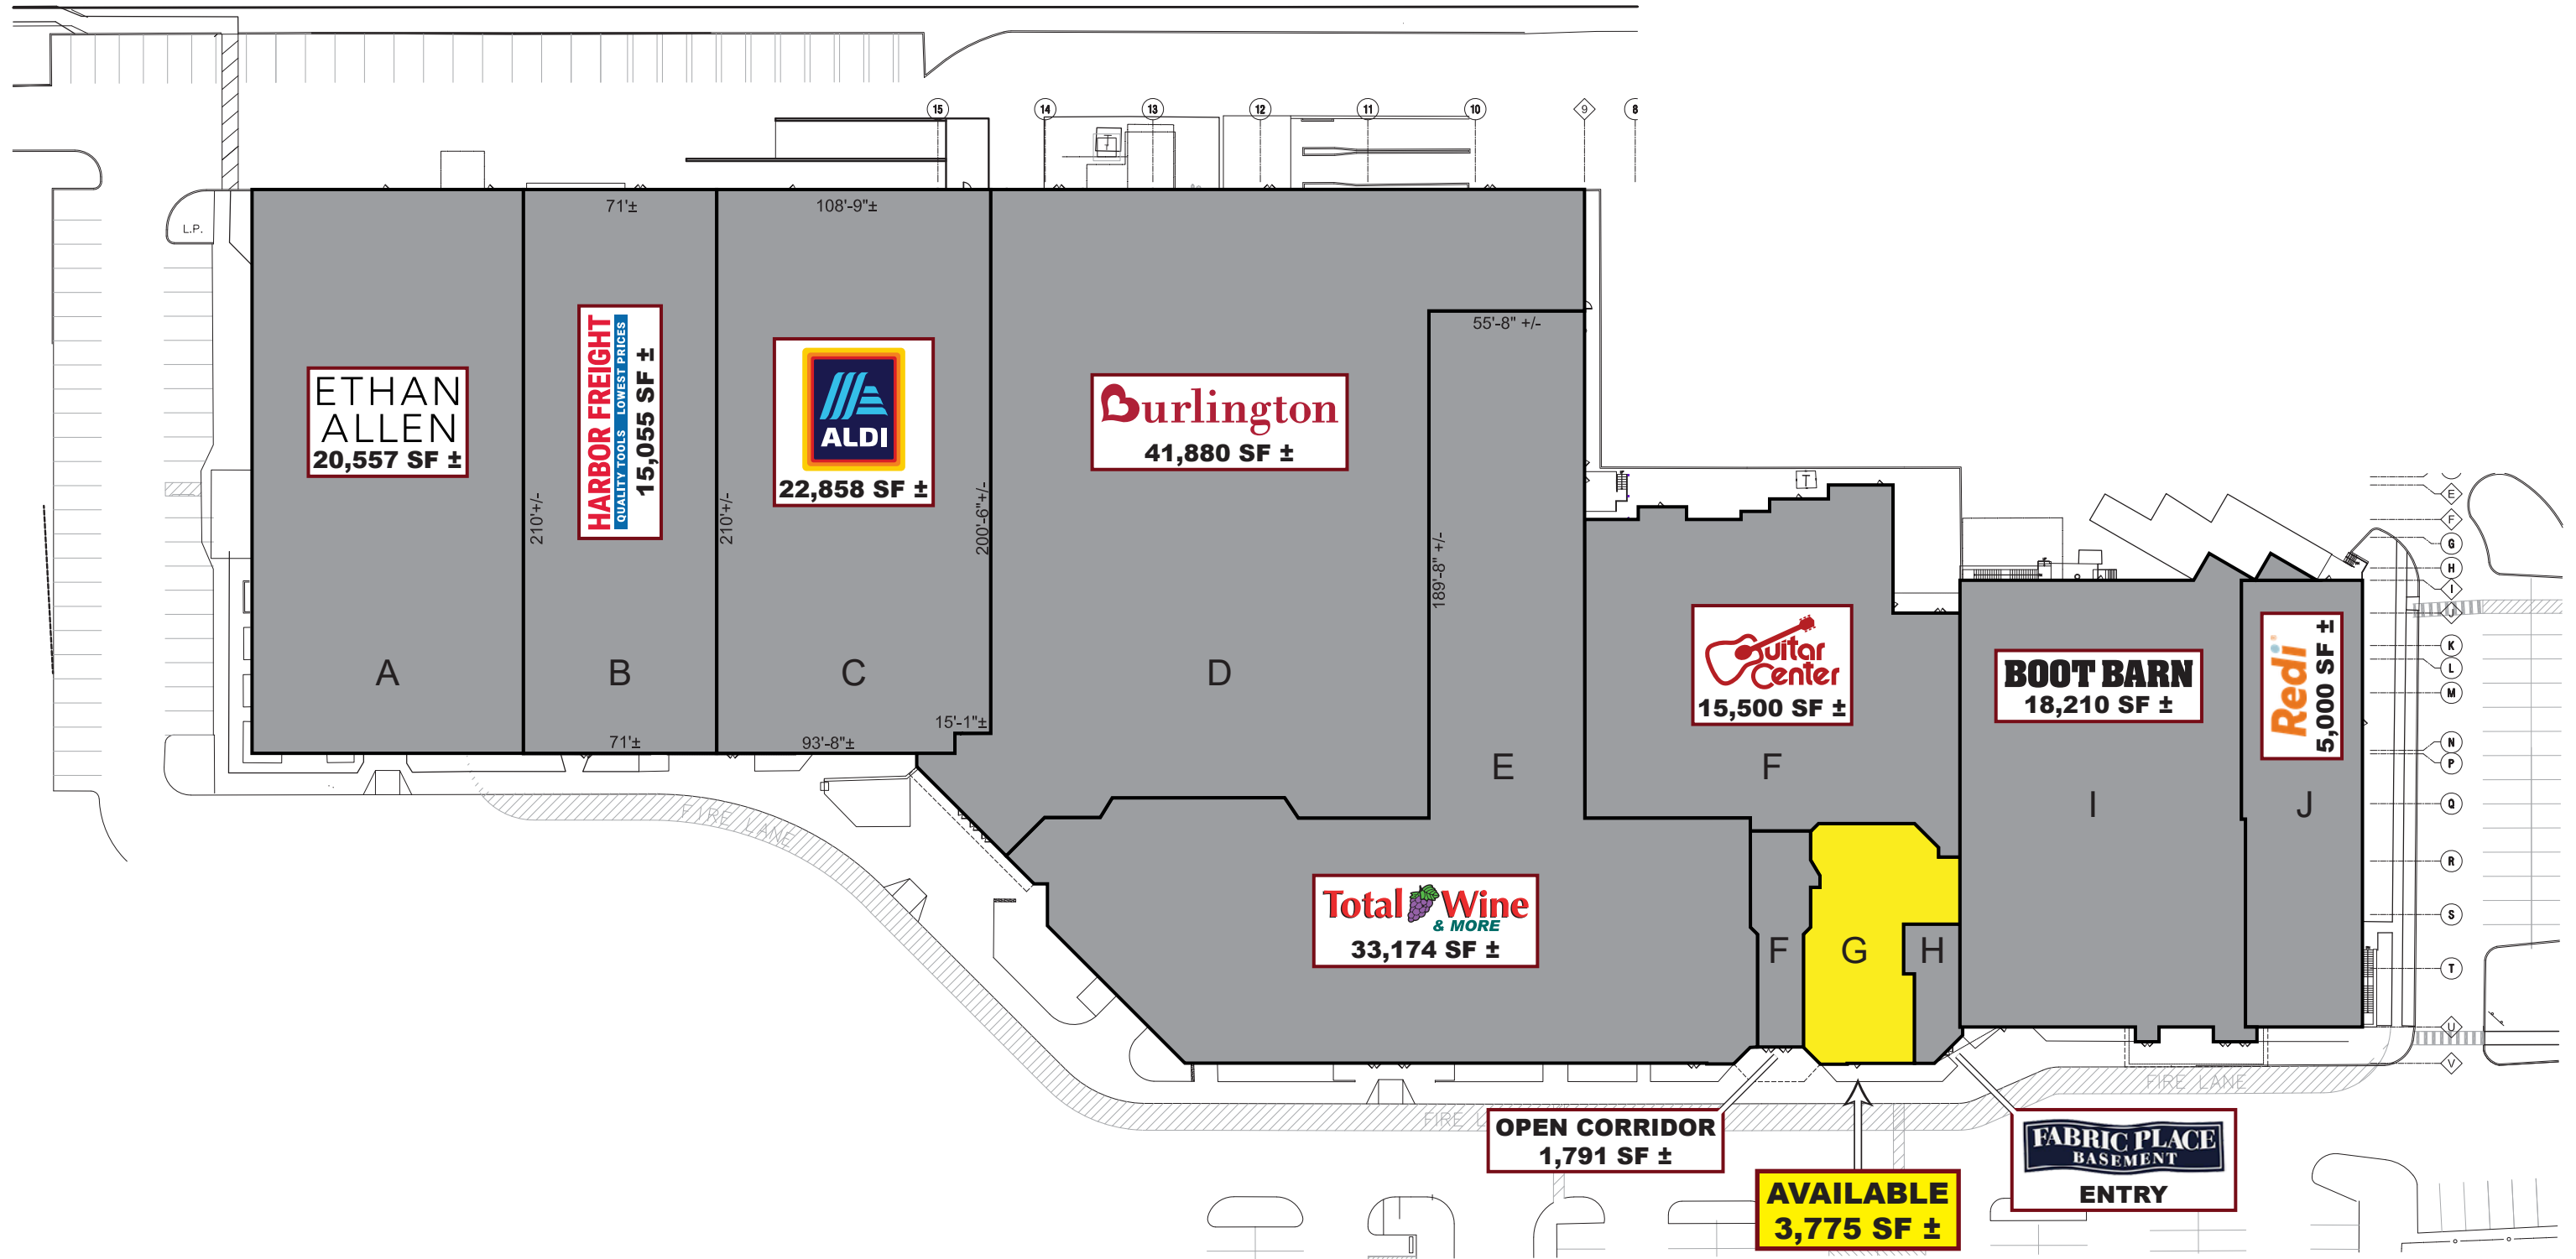 15
14
13
12
11
10
9
8
T
L.P.
71'±
108'-9"±
55'-8" +/-
ETHAN
ALLEN
20,557 SF ±
HARBOR FREIGHT
QUALITY TOOLS LOWEST PRICES
15,055 SF ±
ALDI
22,858 SF ±
Burlington
41,880 SF ±
210'+/-
210'+/-
200'-6"+/-
189'-8" +/-
T
Guitar
Center
15,500 SF ±
BOOT BARN
18,210 SF ±
Redi
5,000 SF ±
A
B
C
D
E
F
I
J
15'-1"±
71'±
93'-8"±
Total Wine
& MORE
33,174 SF ±
F
G
H
E
F
G
H
I
J
K
L
M
N
P
Q
R
S
T
U
V
FIRE LANE
FIRE LANE
FIRE L
OPEN CORRIDOR
1,791 SF ±
AVAILABLE
3,775 SF ±
FABRIC PLACE
BASEMENT
ENTRY